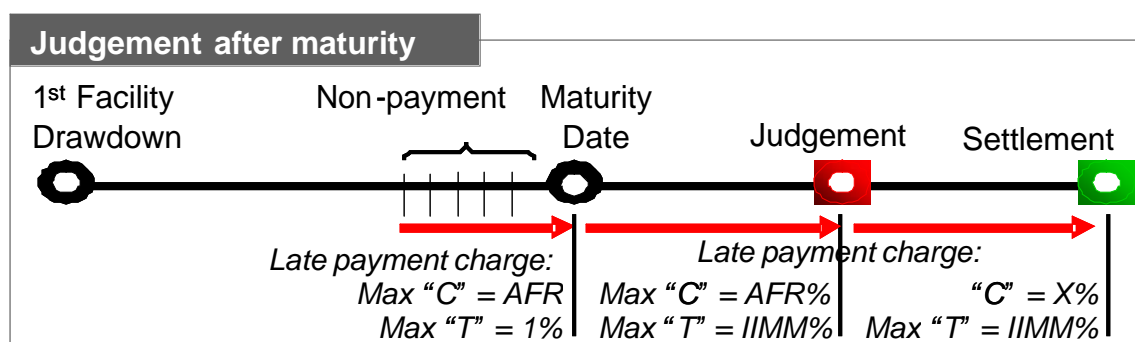 Judgement after maturity
1st Facility Drawdown
Non-payment
Maturity Date
Judgement
Settlement
Late payment charge:
Max “C” = AFR
Max “T” = 1%
Late payment charge:
Max “C” = AFR%
Max “T” = IIMM%
“C” = X%
Max “T” = IIMM%